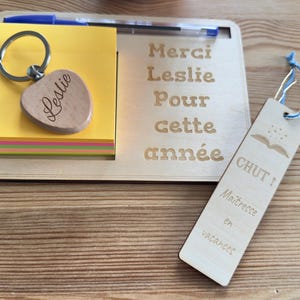 Leslie
Merci
Leslie
Pour
cette
année
CHUT !
Maîtresse
en
vacances